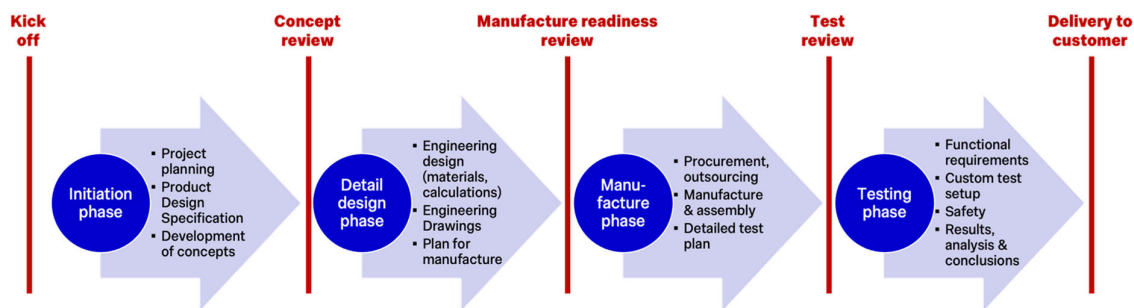 Kick
off
Concept
review
Manufacture readiness
review
Test
review
Delivery to
customer
Initiation
phase
▪ Project
planning
▪ Product
Design
Specification
▪ Development
of concepts
Detail
design
phase
▪ Engineering
design
(materials,
calculations)
▪ Engineering
Drawings
▪ Plan for
manufacture
Manu-
facture
phase
▪ Procurement,
outsourcing
▪ Manufacture
& assembly
▪ Detailed test
plan
Testing
phase
▪ Functional
requirements
▪ Custom test
setup
▪ Safety
▪ Results,
analysis &
conclusions